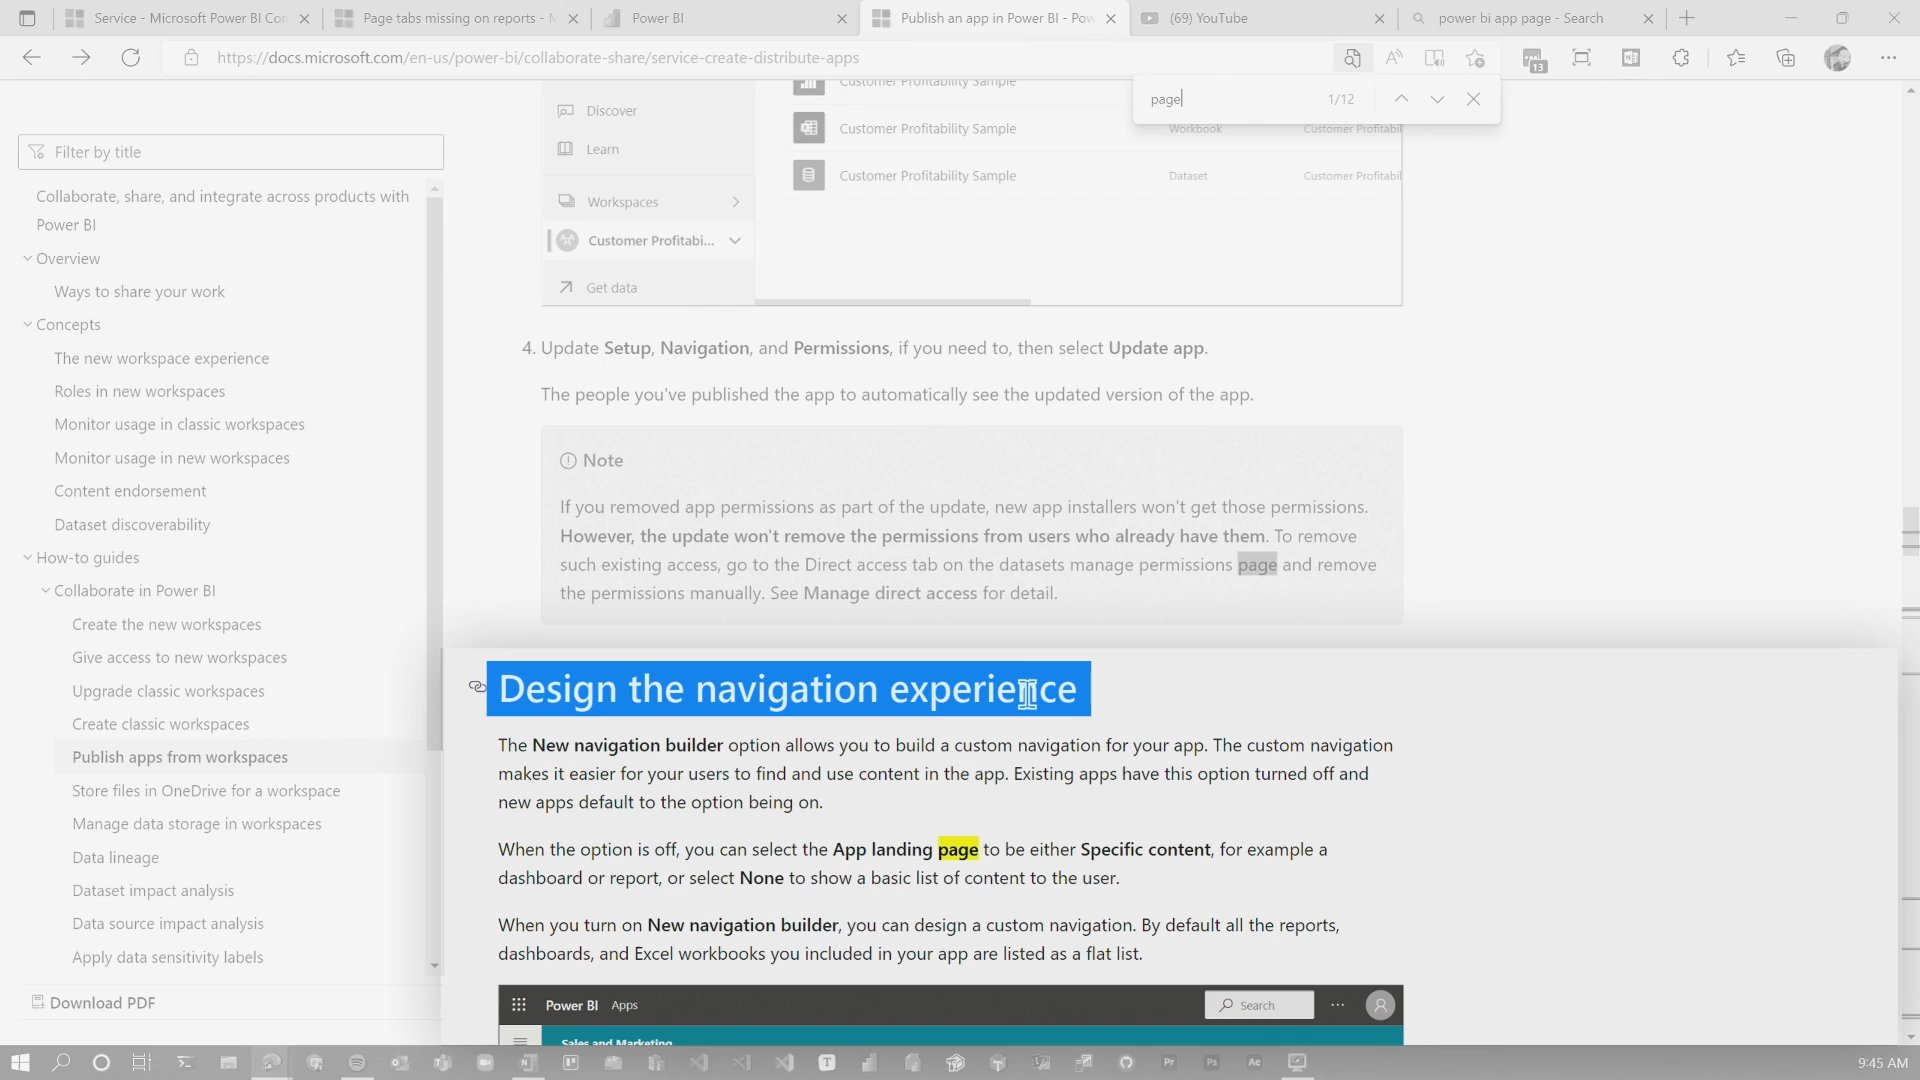 Service - Microsoft Power BI Con
Page tabs missing on reports - M
Power BI
Publish an app in Power BI - Pow
(69) YouTube
power bi app page - Search
https://docs.microsoft.com/en-us/power-bi/collaborate-share/service-create-distribute-apps
13
page
1/12
Filter by title
Collaborate, share, and integrate across products with
Power BI
Overview
Ways to share your work
Concepts
The new workspace experience
Roles in new workspaces
Monitor usage in classic workspaces
Monitor usage in new workspaces
Content endorsement
Dataset discoverability
How-to guides
Collaborate in Power BI
Create the new workspaces
Give access to new workspaces
Upgrade classic workspaces
Create classic workspaces
Publish apps from workspaces
Store files in OneDrive for a workspace
Manage data storage in workspaces
Data lineage
Dataset impact analysis
Data source impact analysis
Apply data sensitivity labels
Download PDF
Discover
Learn
Workspaces
Customer Profitabi...
Get data
Customer Profitability Sample
Customer Profitability Sample Workbook Customer Profitabil
Customer Profitability Sample Dataset Customer Profitabil
4. Update Setup, Navigation, and Permissions, if you need to, then select Update app.
The people you've published the app to automatically see the updated version of the app.
Note
If you removed app permissions as part of the update, new app installers won't get those permissions.
However, the update won't remove the permissions from users who already have them. To remove
such existing access, go to the Direct access tab on the datasets manage permissions page and remove
the permissions manually. See Manage direct access for detail.
Design the navigation experience
The New navigation builder option allows you to build a custom navigation for your app. The custom navigation
makes it easier for your users to find and use content in the app. Existing apps have this option turned off and
new apps default to the option being on.
When the option is off, you can select the App landing page to be either Specific content, for example a
dashboard or report, or select None to show a basic list of content to the user.
When you turn on New navigation builder, you can design a custom navigation. By default all the reports,
dashboards, and Excel workbooks you included in your app are listed as a flat list.
Power BI Apps
Search
Sales and Marketing
Pr
Ps
Ae
9:45 AM